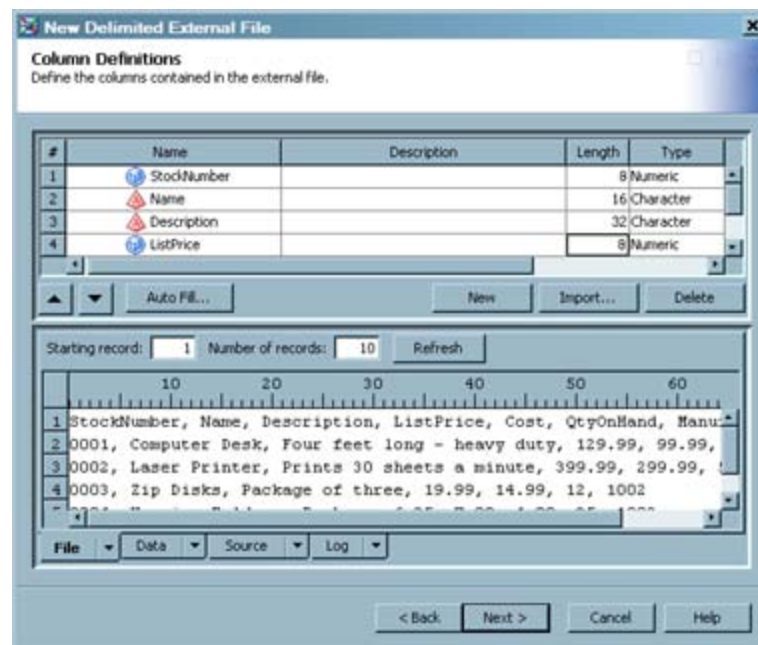 New Delimited External File
Column Definitions
Define the columns contained in the external file.
# Name Description Length Type
1 StockNumber 8 Numeric
2 Name 16 Character
3 Description 32 Character
4 ListPrice 8 Numeric
Auto Fill... New Import... Delete
Starting record: 1 Number of records: 10 Refresh
10 20 30 40 50 60
1 StockNumber, Name, Description, ListPrice, Cost, QtyOnHand, Manu
2 0001, Computer Desk, Four feet long - heavy duty, 129.99, 99.99,
3 0002, Laser Printer, Prints 30 sheets a minute, 399.99, 299.99,
4 0003, Zip Disks, Package of three, 19.99, 14.99, 12, 1002
File Data Source Log
< Back Next > Cancel Help